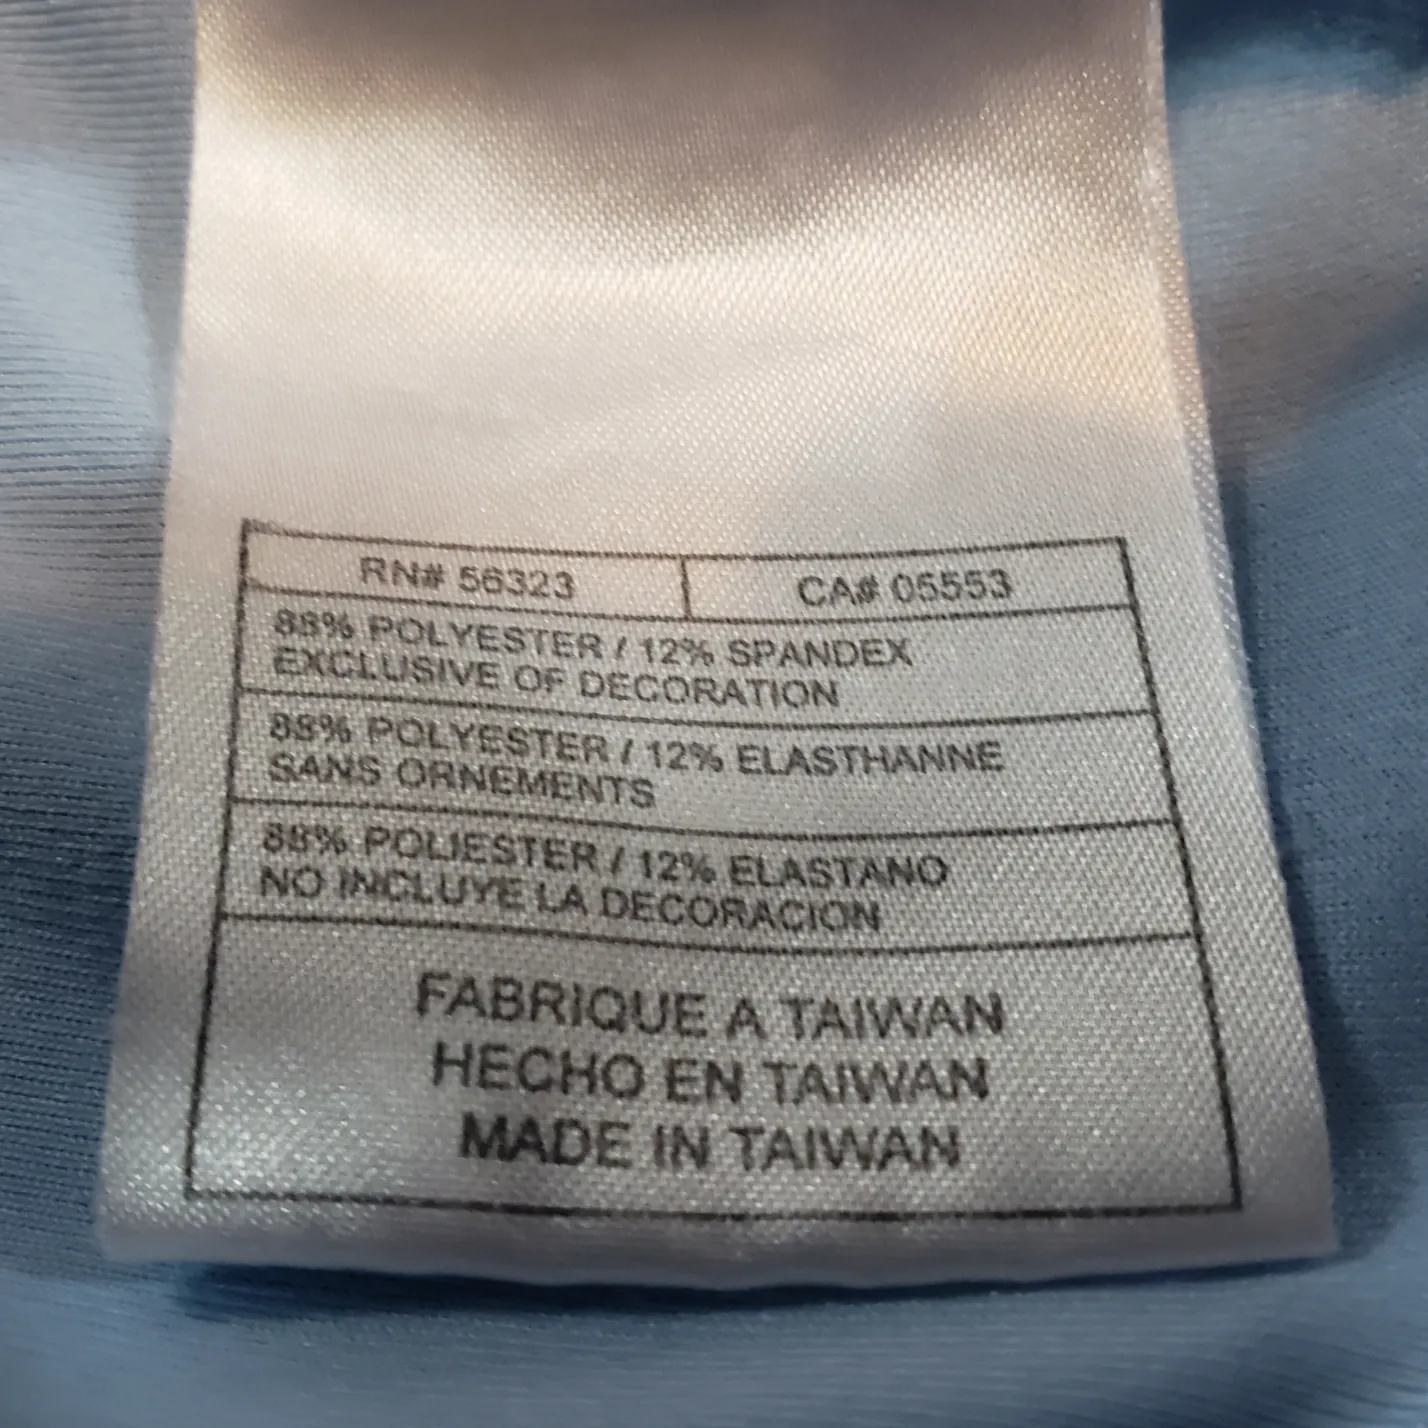 RN# 56323 CA# 05553
88% POLYESTER / 12% SPANDEX
EXCLUSIVE OF DECORATION
88% POLYESTER / 12% ELASTHANNE
SANS ORNEMENTS
88% POLIESTER / 12% ELASTANO
NO INCLUYE LA DECORACION
FABRIQUE A TAIWAN
HECHO EN TAIWAN
MADE IN TAIWAN